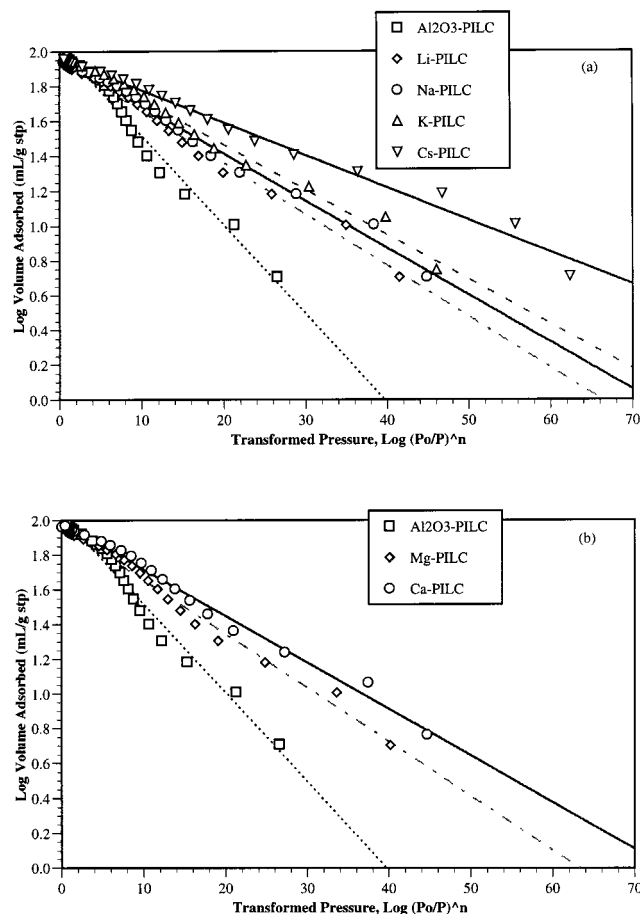 Al2O3-PILC
Li-PILC
Na-PILC
K-PILC
Cs-PILC
(a)
2.0
1.8
1.6
1.4
1.2
1.0
0.8
0.6
0.4
0.2
0.0
Log Volume Adsorbed (mL/g stp)
0 10 20 30 40 50 60 70
Transformed Pressure, Log (Po/P)^n
Al2O3-PILC
Mg-PILC
Ca-PILC
(b)
2.0
1.8
1.6
1.4
1.2
1.0
0.8
0.6
0.4
0.2
0.0
Log Volume Adsorbed (mL/g stp)
0 10 20 30 40 50 60 70
Transformed Pressure, Log (Po/P)^n